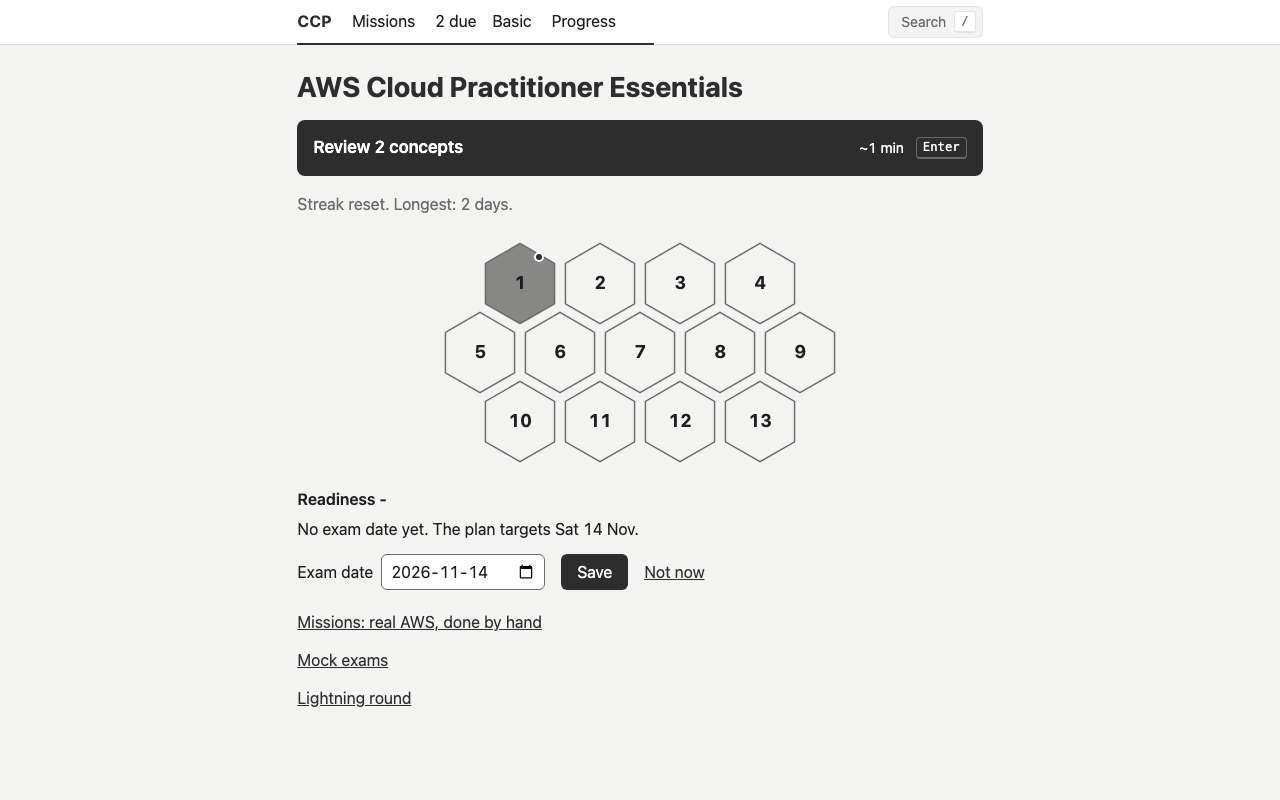 CCP Missions 2 due Basic Progress Search /
AWS Cloud Practitioner Essentials
Review 2 concepts ~1 min Enter
Streak reset. Longest: 2 days.
1 2 3 4
5 6 7 8 9
10 11 12 13
Readiness -
No exam date yet. The plan targets Sat 14 Nov.
Exam date 2026-11-14 Save Not now
Missions: real AWS, done by hand
Mock exams
Lightning round